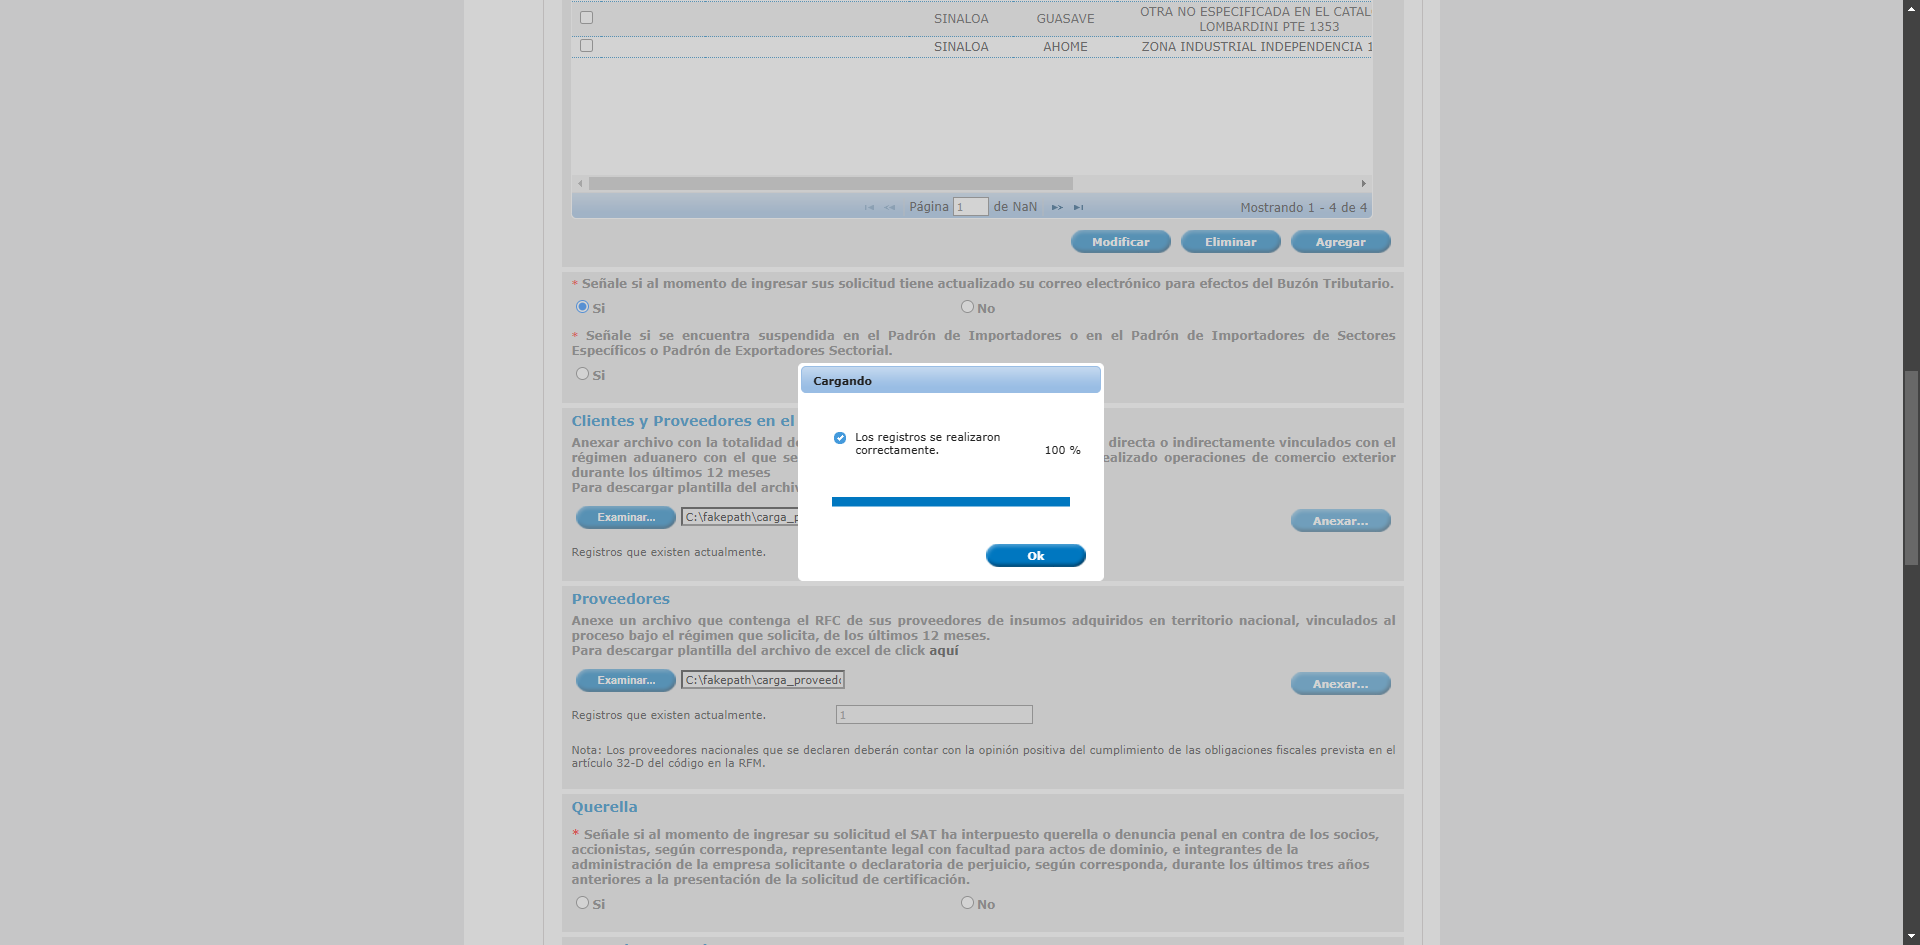 SINALOA GUASAVE OTRA NO ESPECIFICADA EN EL CATAL
LOMBARDINI PTE 1353
SINALOA AHOME ZONA INDUSTRIAL INDEPENDENCIA 1
Página 1 de NaN Mostrando 1 - 4 de 4
Modificar Eliminar Agregar
* Señale si al momento de ingresar sus solicitud tiene actualizado su correo electrónico para efectos del Buzón Tributario.
Si No
* Señale si se encuentra suspendida en el Padrón de Importadores o en el Padrón de Importadores de Sectores
Específicos o Padrón de Exportadores Sectorial.
Si
Cargando
Los registros se realizaron
correctamente. 100 %
Ok
Clientes y Proveedores en el
Anexar archivo con la totalidad directa o indirectamente vinculados con el
régimen aduanero con el que se ealizado operaciones de comercio exterior
durante los últimos 12 meses
Para descargar plantilla del archiv
Examinar... C:\fakepath\carga_p Anexar...
Registros que existen actualmente.
Proveedores
Anexe un archivo que contenga el RFC de sus proveedores de insumos adquiridos en territorio nacional, vinculados al
proceso bajo el régimen que solicita, de los últimos 12 meses.
Para descargar plantilla del archivo de excel de click aquí
Examinar... C:\fakepath\carga_proveed Anexar...
Registros que existen actualmente. 1
Nota: Los proveedores nacionales que se declaren deberán contar con la opinión positiva del cumplimiento de las obligaciones fiscales prevista en el
artículo 32-D del código en la RFM.
Querella
* Señale si al momento de ingresar su solicitud el SAT ha interpuesto querella o denuncia penal en contra de los socios,
accionistas, según corresponda, representante legal con facultad para actos de dominio, e integrantes de la
administración de la empresa solicitante o declaratoria de perjuicio, según corresponda, durante los últimos tres años
anteriores a la presentación de la solicitud de certificación.
Si No